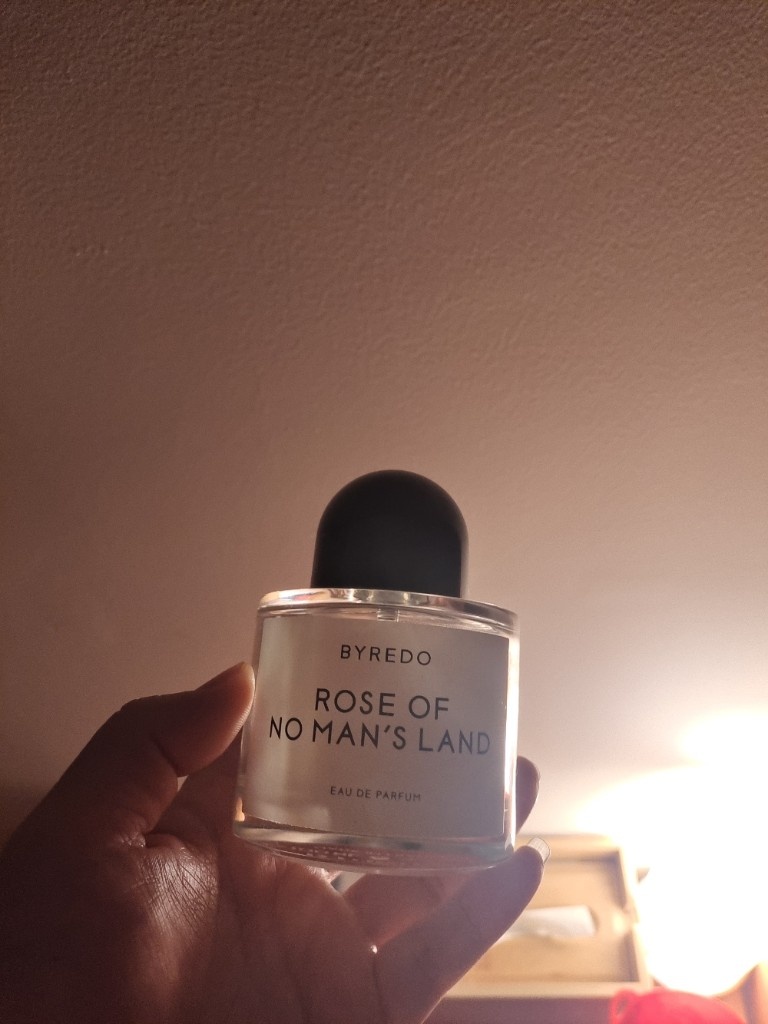 BYREDO
ROSE OF
NO MAN'S LAND
EAU DE PARFUM